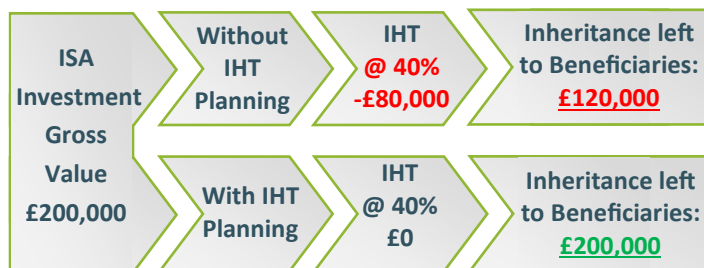 ISA
Investment
Gross
Value
£200,000
Without
IHT
Planning
IHT
@ 40%
-£80,000
Inheritance left
to Beneficiaries:
£120,000
With IHT
Planning
IHT
@ 40%
£0
Inheritance left
to Beneficiaries:
£200,000